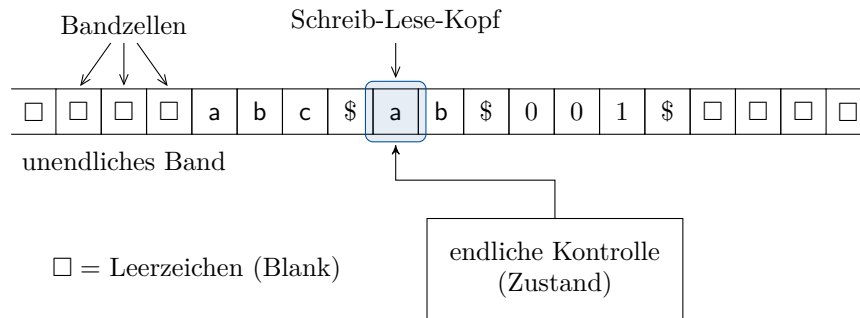 Bandzellen
Schreib-Lese-Kopf
□ □ □ □ a b c $ a b $ 0 0 1 $ □ □ □ □
unendliches Band
□ = Leerzeichen (Blank)
endliche Kontrolle
(Zustand)